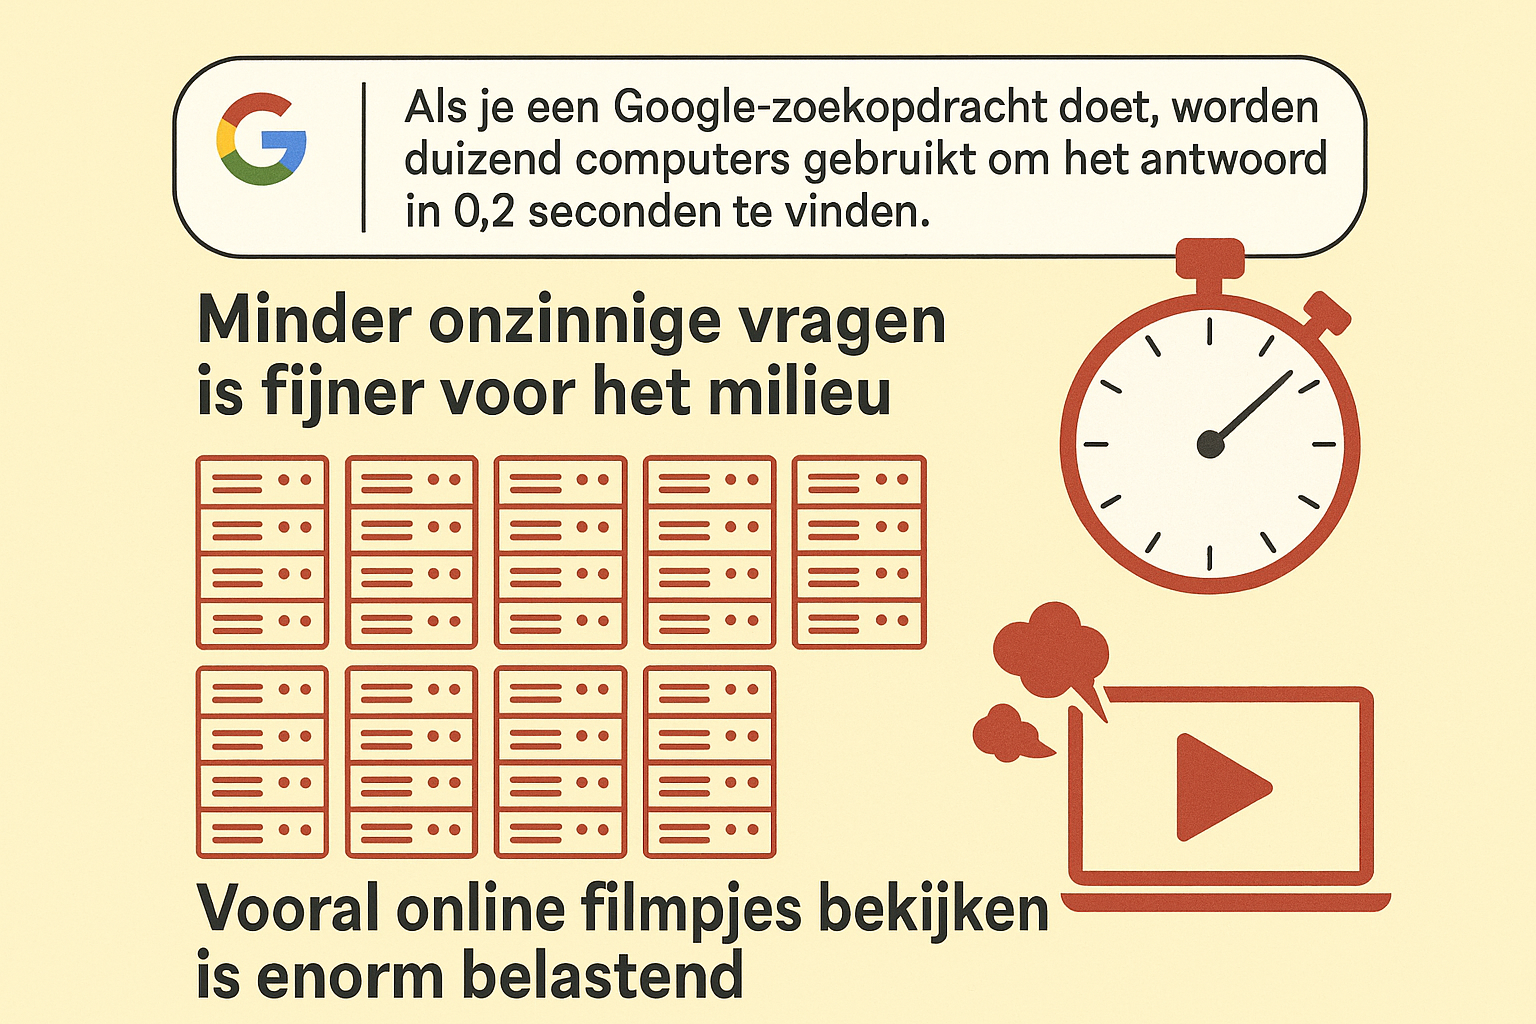 Als je een Google-zoekopdracht doet, worden
duizend computers gebruikt om het antwoord
in 0,2 seconden te vinden.
Minder onzinnige vragen
is fijner voor het milieu
Vooral online filmpjes bekijken
is enorm belastend